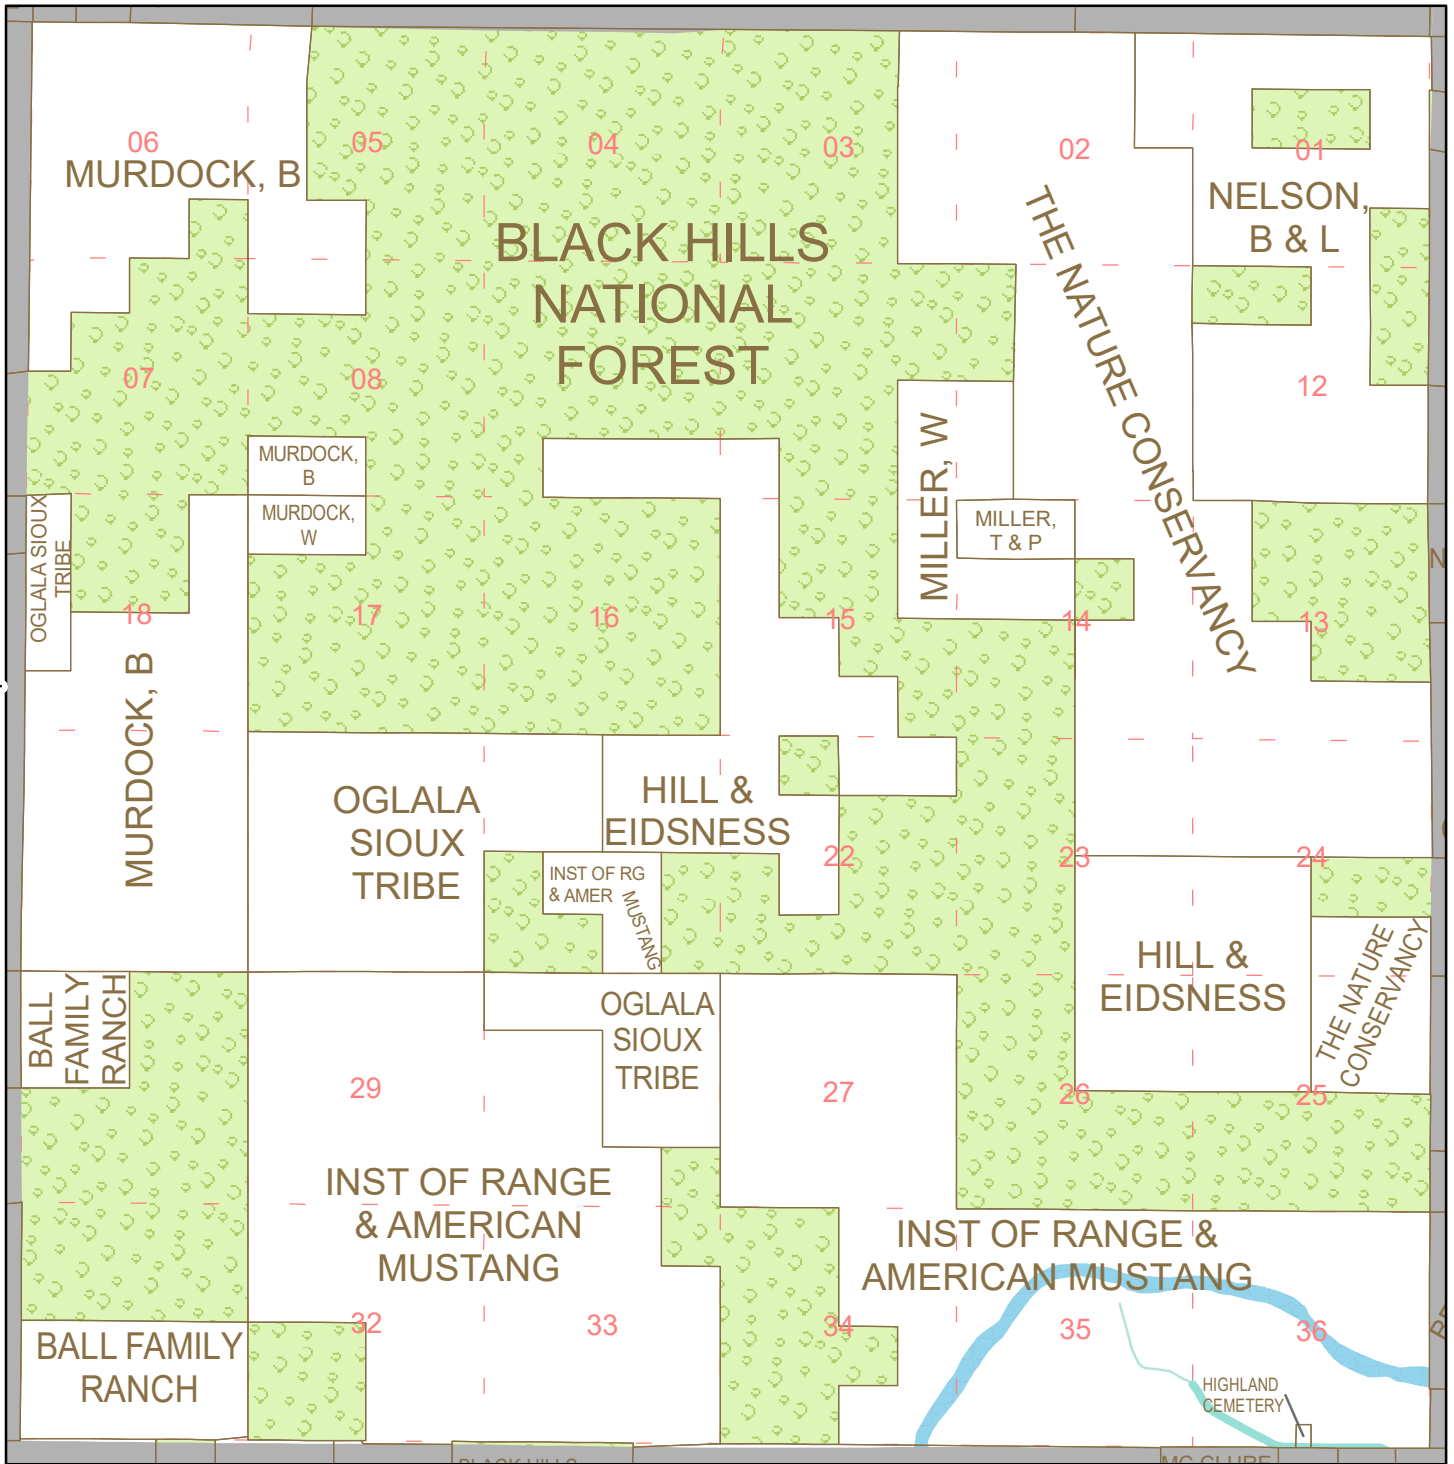 06
05
04
03
02
01
MURDOCK, B
NELSON,
B & L
BLACK HILLS
NATIONAL
FOREST
THE NATURE CONSERVANCY
07
08
12
MURDOCK,
B
MILLER, W
OGLALA SIOUX
TRIBE
MURDOCK,
W
MILLER,
T & P
18
17
16
15
14
13
MURDOCK, B
OGLALA
SIOUX
TRIBE
HILL &
EIDSNESS
22
23
24
INST OF RG
& AMER
MUSTANG
HILL &
EIDSNESS
THE NATURE
CONSERVANCY
BALL
FAMILY
RANCH
OGLALA
SIOUX
TRIBE
29
27
26
25
INST OF RANGE
& AMERICAN
MUSTANG
INST OF RANGE &
AMERICAN MUSTANG
32
33
34
35
36
BALL FAMILY
RANCH
HIGHLAND
CEMETERY
BLACK HILLS
MC CLURE